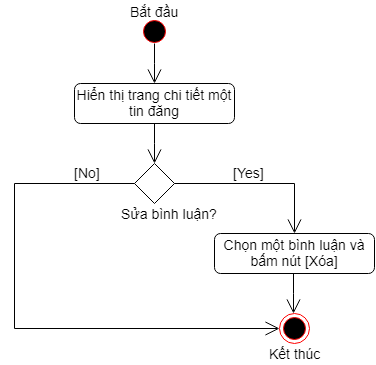 Bắt đầu
Hiển thị trang chi tiết một
tin đăng
[No]
[Yes]
Sửa bình luận?
Chọn một bình luận và
bấm nút [Xóa]
Kết thúc